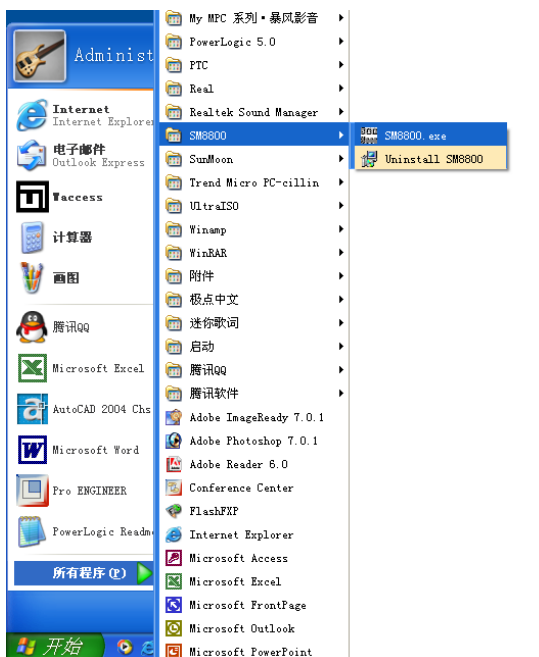 Administ
Internet
Internet Explorer
电子邮件
Outlook Express
Waccess
计算器
画图
腾讯QQ
Microsoft Excel
AutoCAD 2004 Chs
Microsoft Word
Pro ENGINEER
PowerLogic Readme
所有程序(P)
开始
My MPC 系列·暴风影音
PowerLogic 5.0
PTC
Real
Realtek Sound Manager
SM8800
SunMoon
Trend Micro PC-cillin
UltraISO
Winamp
WinRAR
附件
极点中文
迷你歌词
启动
腾讯QQ
腾讯软件
Adobe ImageReady 7.0.1
Adobe Photoshop 7.0.1
Adobe Reader 6.0
Conference Center
FlashFXP
Internet Explorer
Microsoft Access
Microsoft Excel
Microsoft FrontPage
Microsoft Outlook
Microsoft PowerPoint
SM8800.exe
Uninstall SM8800